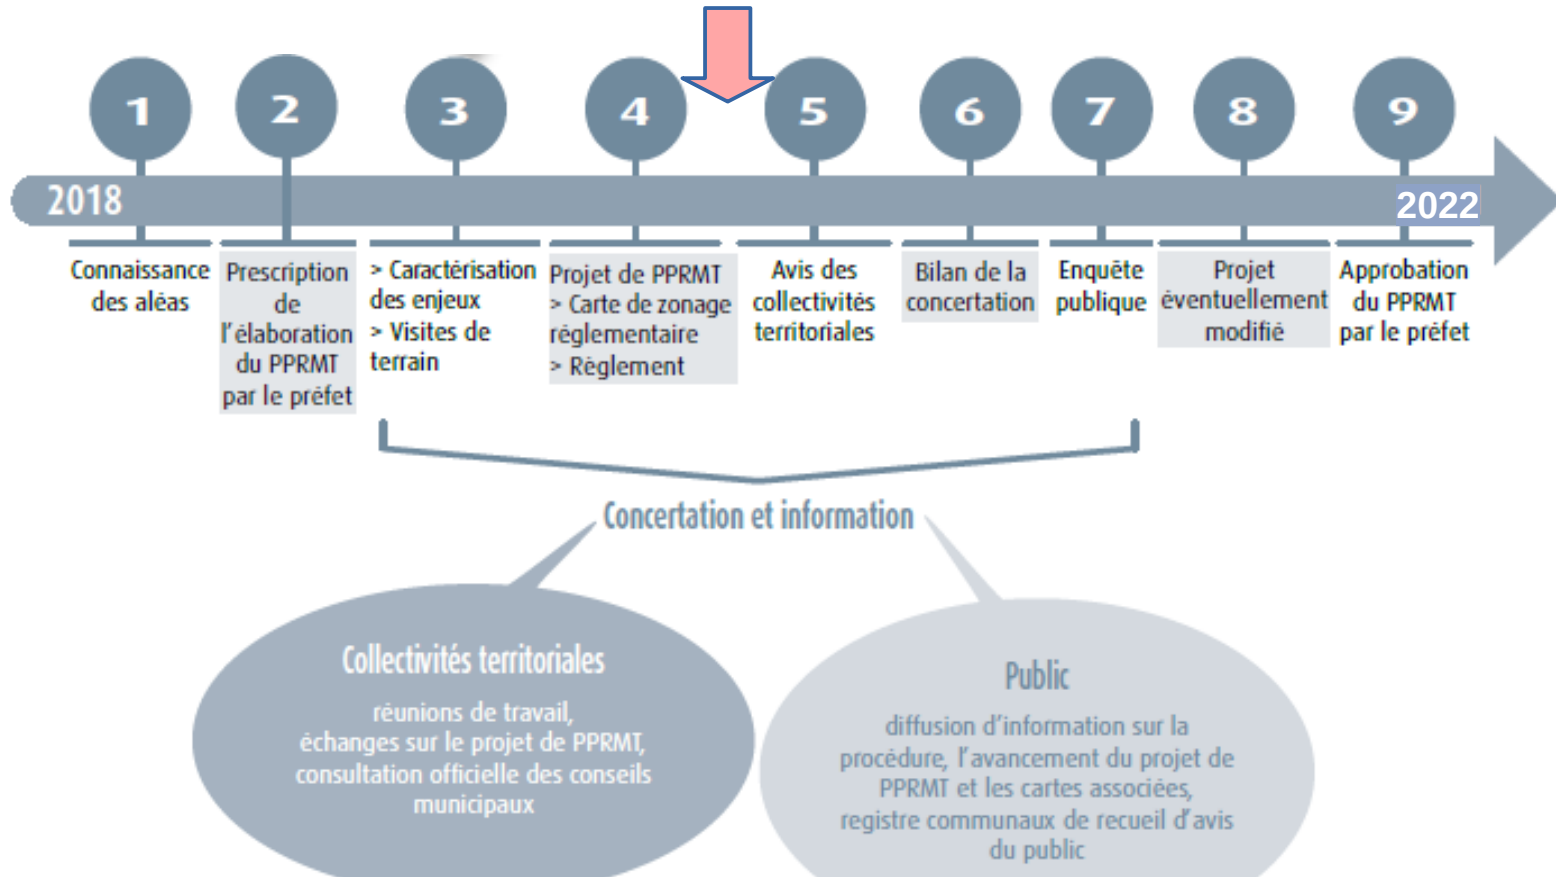 1 2 3 4 5 6 7 8 9
2018
2022
Connaissance
des aléas
Prescription
de
l'élaboration
du PPRMT
par le préfet
> Caractérisation
des enjeux
> Visites de
terrain
Projet de PPRMT
> Carte de zonage
réglementaire
> Règlement
Avis des
collectivités
territoriales
Bilan de la
concertation
Enquête
publique
Projet
éventuellement
modifié
Approbation
du PPRMT
par le préfet
Concertation et information
Collectivités territoriales
réunions de travail,
échanges sur le projet de PPRMT,
consultation officielle des conseils
municipaux
Public
diffusion d'information sur la
procédure, l'avancement du projet de
PPRMT et les cartes associées,
registre communaux de recueil d'avis
du public